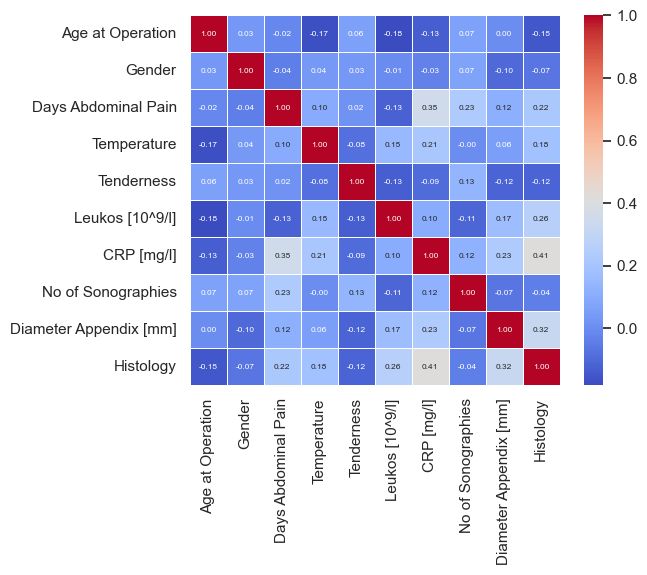 Age at Operation 1.00 0.03 -0.02 -0.17 0.06 -0.18 -0.13 0.07 0.00 -0.15
Gender 0.03 1.00 -0.04 0.04 0.03 -0.01 -0.03 0.07 -0.10 -0.07
Days Abdominal Pain -0.02 -0.04 1.00 0.10 0.02 -0.13 0.35 0.23 0.12 0.22
Temperature -0.17 0.04 0.10 1.00 -0.08 0.15 0.21 -0.00 0.06 0.18
Tenderness 0.06 0.03 0.02 -0.08 1.00 -0.13 -0.09 0.13 -0.12 -0.12
Leukos [10^9/l] -0.18 -0.01 -0.13 0.15 -0.13 1.00 0.10 -0.11 0.17 0.26
CRP [mg/l] -0.13 -0.03 0.35 0.21 -0.09 0.10 1.00 0.12 0.23 0.41
No of Sonographies 0.07 0.07 0.23 -0.00 0.13 -0.11 0.12 1.00 -0.07 -0.04
Diameter Appendix [mm] 0.00 -0.10 0.12 0.06 -0.12 0.17 0.23 -0.07 1.00 0.32
Histology -0.15 -0.07 0.22 0.18 -0.12 0.26 0.41 -0.04 0.32 1.00
Age at Operation
Gender
Days Abdominal Pain
Temperature
Tenderness
Leukos [10^9/l]
CRP [mg/l]
No of Sonographies
Diameter Appendix [mm]
Histology
1.0
0.8
0.6
0.4
0.2
0.0